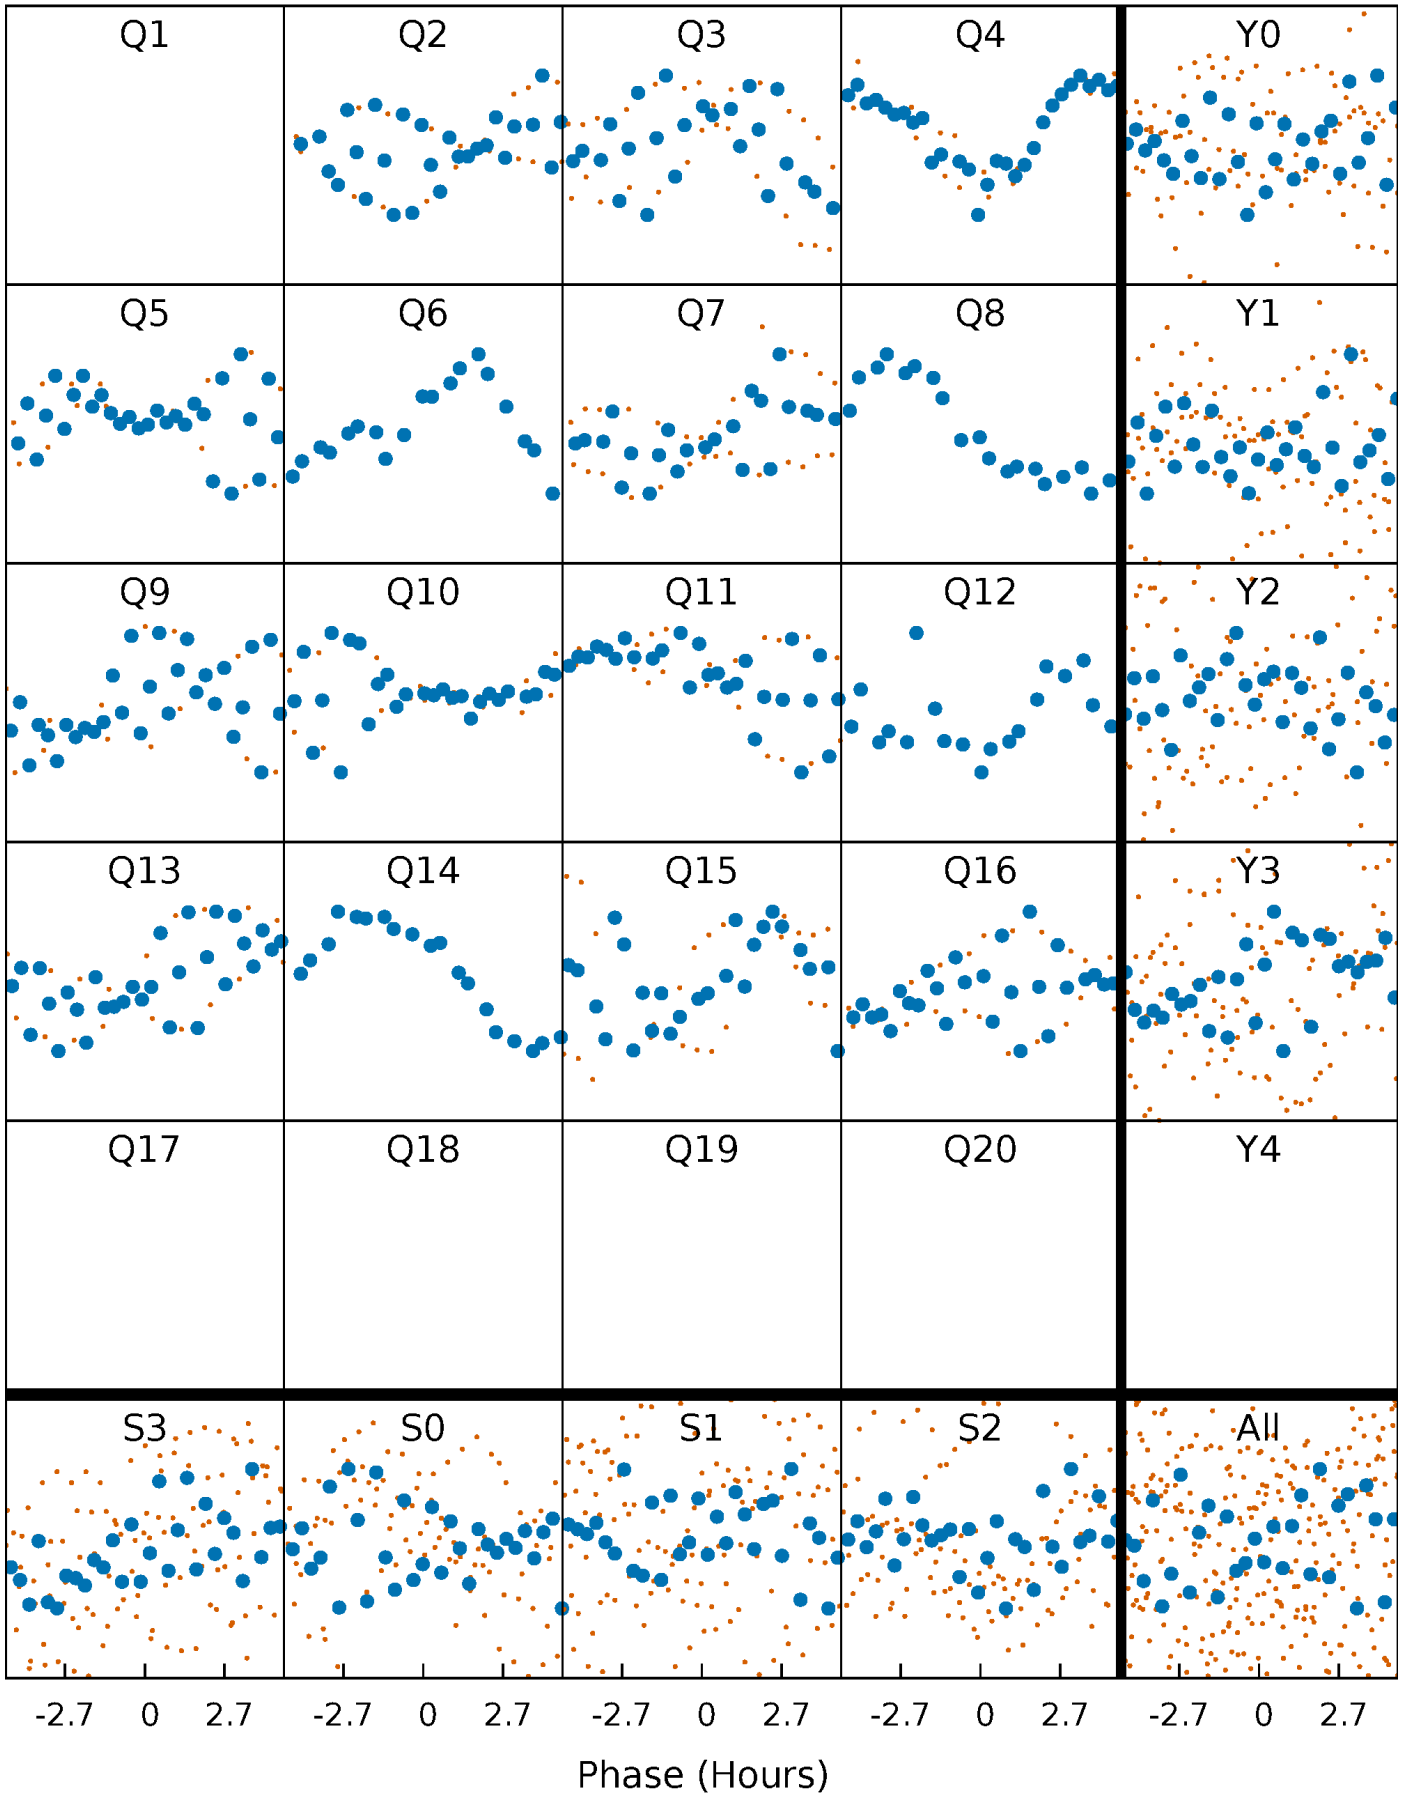 Q1 Q2 Q3 Q4 Y0
Q5 Q6 Q7 Q8 Y1
Q9 Q10 Q11 Q12 Y2
Q13 Q14 Q15 Q16 Y3
Q17 Q18 Q19 Q20 Y4
S3 S0 S1 S2 All
-2.7 0 2.7 -2.7 0 2.7 -2.7 0 2.7 -2.7 0 2.7 -2.7 0 2.7
Phase (Hours)